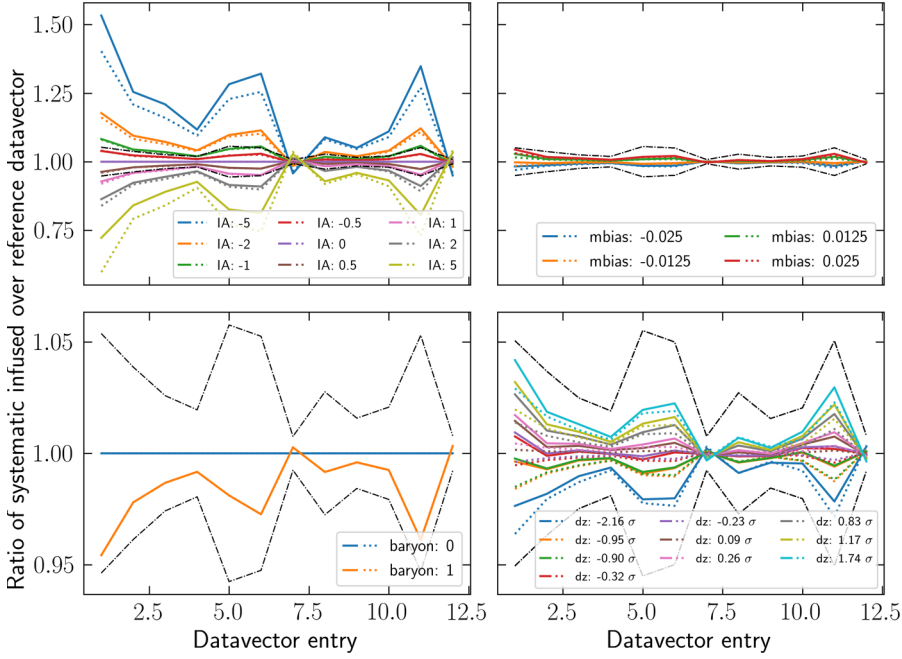 Ratio of systematic infused over reference datavector
1.50
1.25
1.00
0.75
IA: -5 IA: -0.5 IA: 1
IA: -2 IA: 0 IA: 2
IA: -1 IA: 0.5 IA: 5
mbias: -0.025 mbias: 0.0125
mbias: -0.0125 mbias: 0.025
1.05
1.00
0.95
baryon: 0
baryon: 1
2.5 5.0 7.5 10.0 12.5
Datavector entry
dz: -2.16 σ dz: -0.23 σ dz: 0.83 σ
dz: -0.95 σ dz: 0.09 σ dz: 1.17 σ
dz: -0.90 σ dz: 0.26 σ dz: 1.74 σ
dz: -0.32 σ
2.5 5.0 7.5 10.0 12.5
Datavector entry